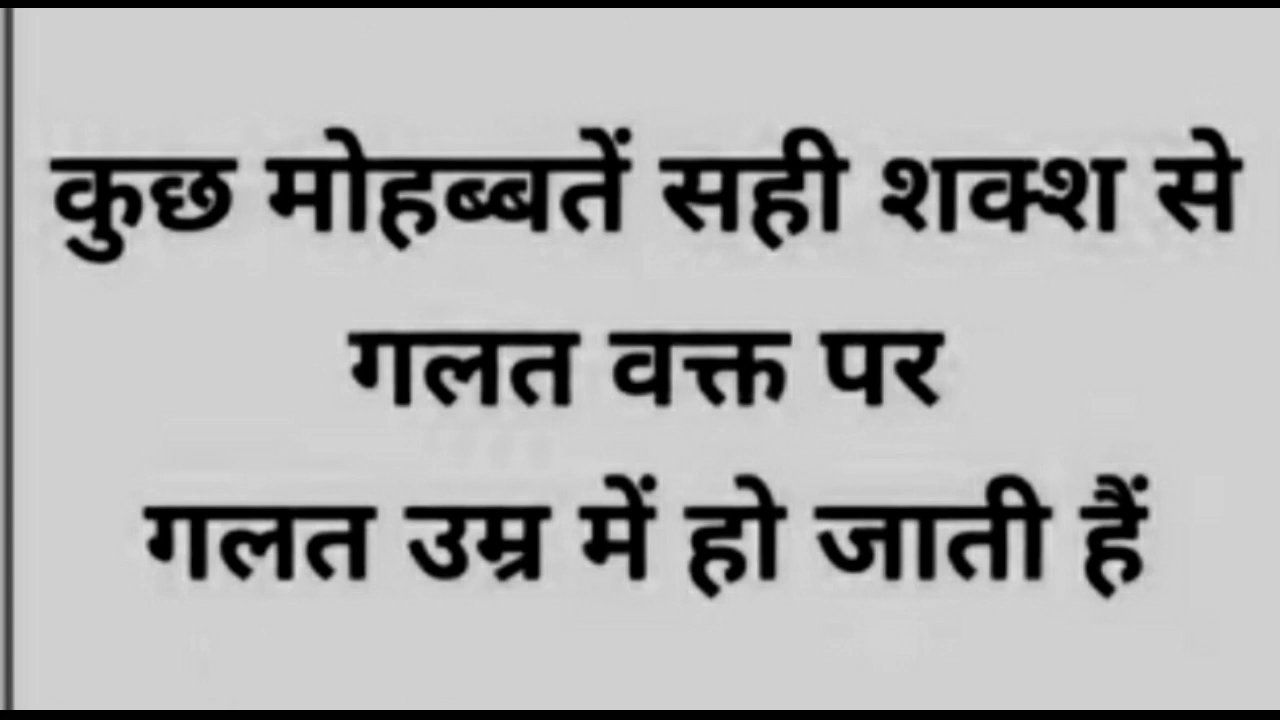 कुछ मोहब्बतें सही शक्श से
गलत वक्त पर
गलत उम्र में हो जाती हैं